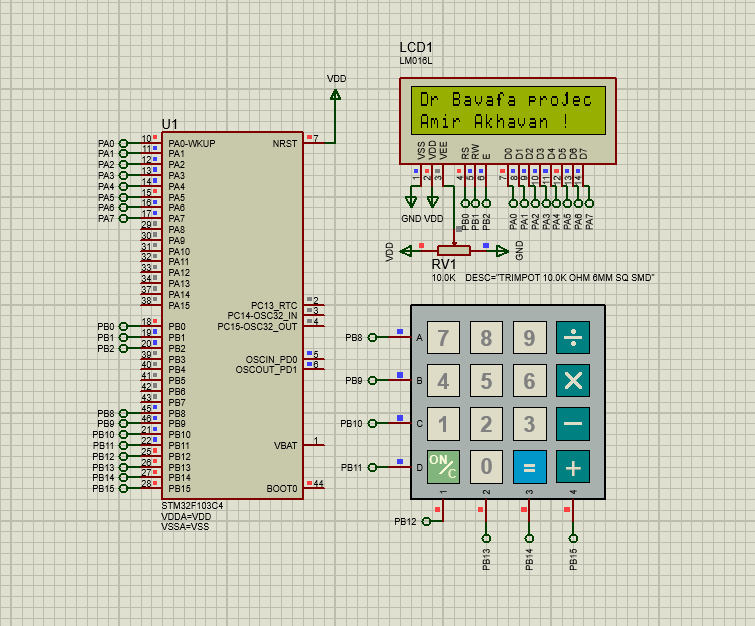 LCD1
LM016L
Dr Bavafa projec
Amir Akhavan !
VSS VDD VEE RS RW E D0 D1 D2 D3 D4 D5 D6 D7
1 2 3 4 5 6 7 8 9 10 11 12 13 14
GND VDD PB0 PB1 PB2 PA0 PA1 PA2 PA3 PA4 PA5 PA6 PA7
VDD GND
RV1
10.0K DESC="TRIMPOT 10.0K OHM 6MM SQ SMD"
VDD
U1
PA0 10 PA0-WKUP NRST 7
PA1 11 PA1
PA2 12 PA2
PA3 13 PA3
PA4 14 PA4
PA5 15 PA5
PA6 16 PA6
PA7 17 PA7
29 PA8
30 PA9
31 PA10
32 PA11
33 PA12
34 PA13
37 PA14
38 PA15 PC13_RTC 2
PC14-OSC32_IN 3
PB0 18 PB0 PC15-OSC32_OUT 4
PB1 19 PB1
PB2 20 PB2
39 PB3 OSCIN_PD0 5
40 PB4 OSCOUT_PD1 6
41 PB5
42 PB6
43 PB7
PB8 45 PB8
PB9 46 PB9
PB10 21 PB10
PB11 22 PB11 VBAT 1
PB12 25 PB12
PB13 26 PB13
PB14 27 PB14
PB15 28 PB15 BOOT0 44
STM32F103C4
VDDA=VDD
VSSA=VSS
PB8 A 7 8 9 ÷
PB9 B 4 5 6 ×
PB10 C 1 2 3 −
PB11 D ON/C 0 = +
1 2 3 4
PB12 PB13 PB14 PB15